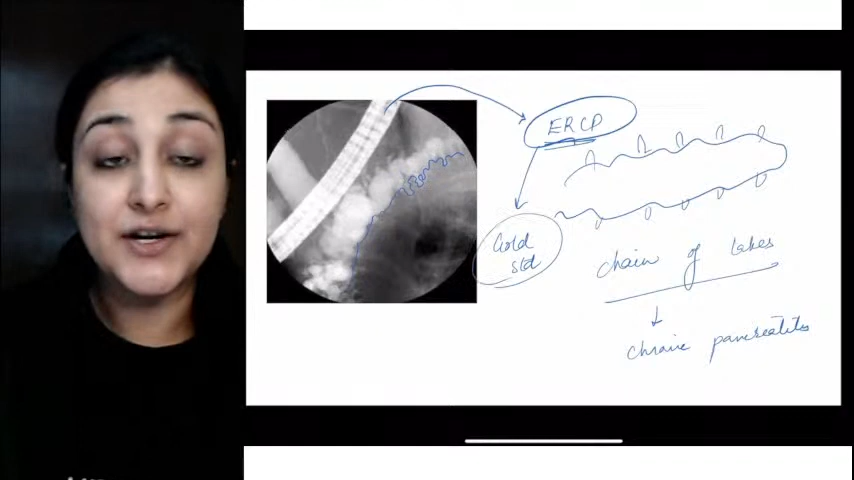 ERCP
Gold
std
chain of lakes
chronic pancreatitis